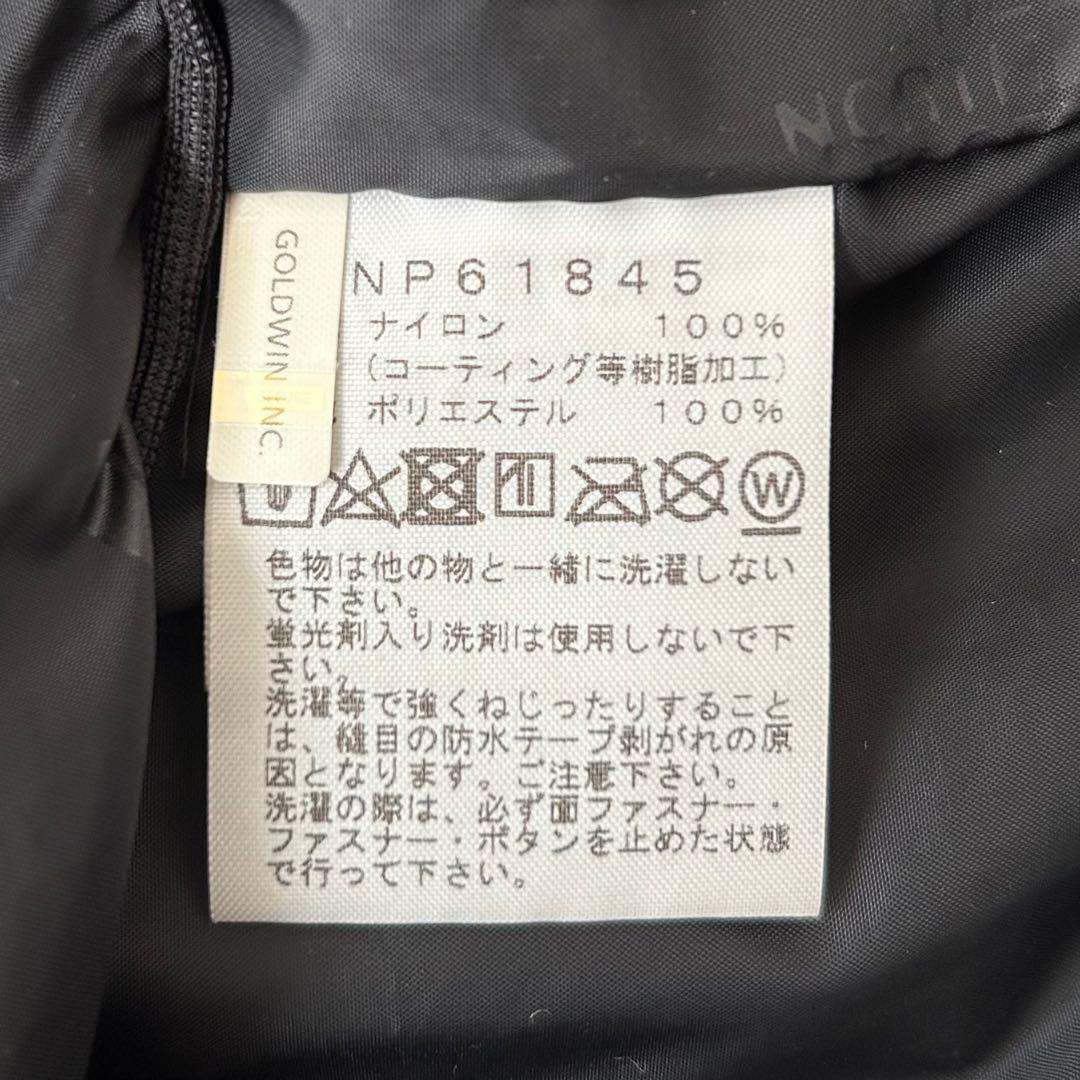 GOLDWIN INC.
NP61845
ナイロン 100%
(コーティング等樹脂加工)
ポリエステル 100%
W
色物は他の物と一緒に洗濯しない
で下さい。
蛍光剤入り洗剤は使用しないで下
さい。
洗濯等で強くねじったりすること
は、縫目の防水テープ剥がれの原
因となります。ご注意下さい。
洗濯の際は、必ず面ファスナー・
ファスナー・ボタンを止めた状態
で行って下さい。